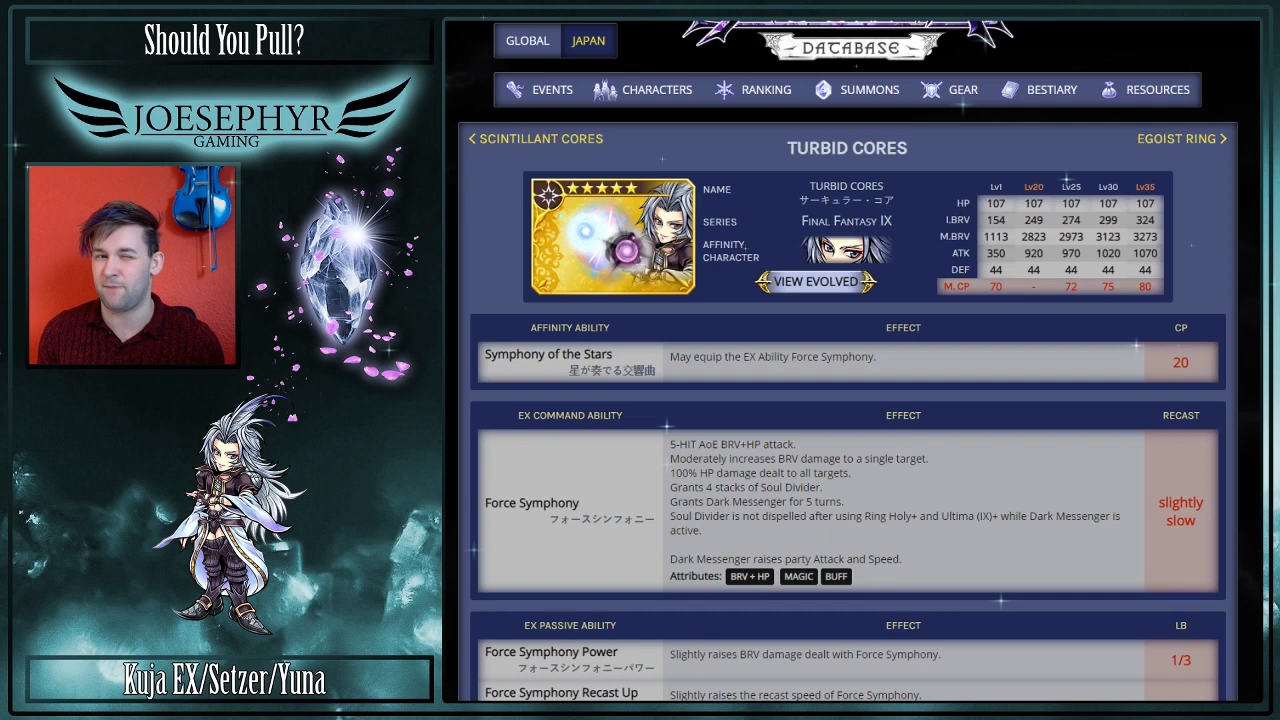 Should You Pull?
JOESEPHYR
GAMING
Kuja EX/Setzer/Yuna
GLOBAL
JAPAN
DATABASE
EVENTS
CHARACTERS
RANKING
SUMMONS
GEAR
BESTIARY
RESOURCES
SCINTILLANT CORES
TURBID CORES
EGOIST RING
NAME
TURBID CORES
サーキュラー・コア
SERIES
FINAL FANTASY IX
AFFINITY,
CHARACTER
VIEW EVOLVED
Lv1 Lv20 Lv25 Lv30 Lv35
HP 107 107 107 107 107
I.BRV 154 249 274 299 324
M.BRV 1113 2823 2973 3123 3273
ATK 350 920 970 1020 1070
DEF 44 44 44 44 44
M. CP 70 - 72 75 80
AFFINITY ABILITY EFFECT CP
Symphony of the Stars
星が奏でる交響曲
May equip the EX Ability Force Symphony.
20
EX COMMAND ABILITY EFFECT RECAST
Force Symphony
フォースシンフォニー
5-HIT AoE BRV+HP attack.
Moderately increases BRV damage to a single target.
100% HP damage dealt to all targets.
Grants 4 stacks of Soul Divider.
Grants Dark Messenger for 5 turns.
Soul Divider is not dispelled after using Ring Holy+ and Ultima (IX)+ while Dark Messenger is
active.
Dark Messenger raises party Attack and Speed.
Attributes: BRV + HP MAGIC BUFF
slightly
slow
EX PASSIVE ABILITY EFFECT LB
Force Symphony Power
フォースシンフォニーパワー
Slightly raises BRV damage dealt with Force Symphony.
1/3
Force Symphony Recast Up
Slightly raises the recast speed of Force Symphony.